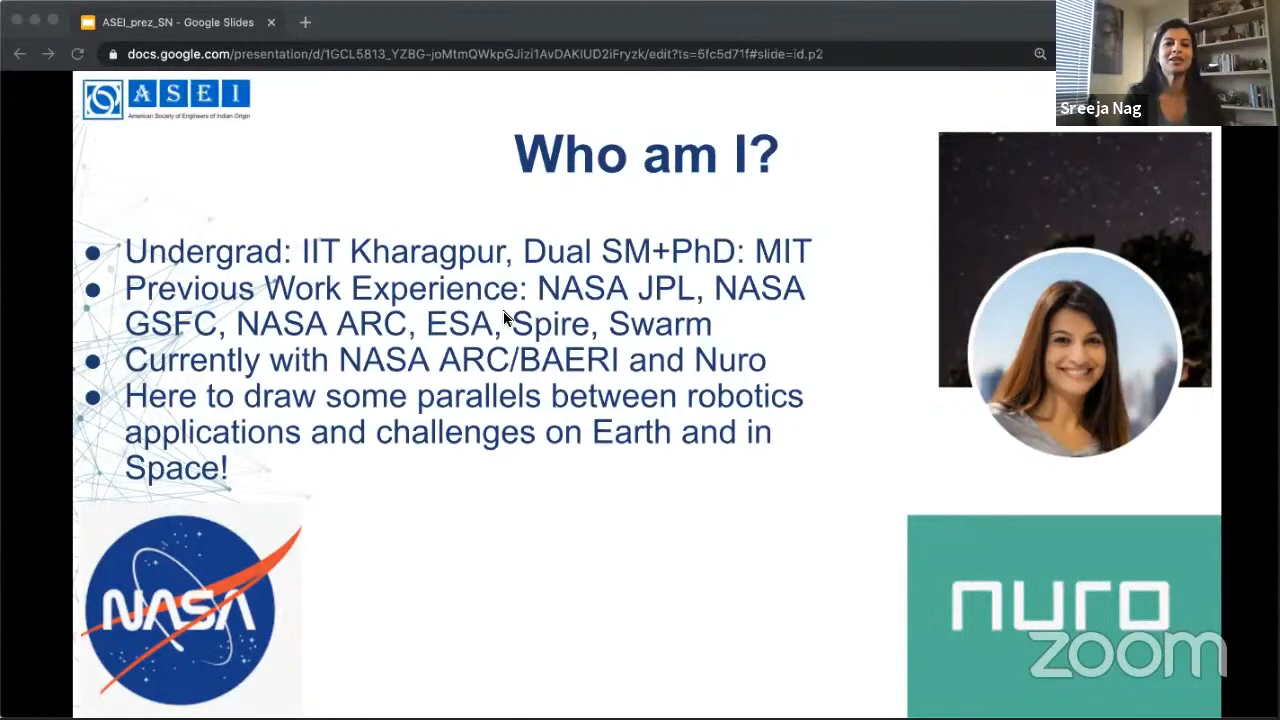 ASEI_prez_SN - Google Slides
docs.google.com/presentation/d/1GCL5813_YZBG-joMtmQWkpGJizi1AvDAKlUD2iFryzk/edit?ts=5fc5d71f#slide=id.p2
Sreeja Nag
ASEI
American Society of Engineers of Indian Origin
Who am I?
● Undergrad: IIT Kharagpur, Dual SM+PhD: MIT
● Previous Work Experience: NASA JPL, NASA
GSFC, NASA ARC, ESA, Spire, Swarm
● Currently with NASA ARC/BAERI and Nuro
● Here to draw some parallels between robotics
applications and challenges on Earth and in
Space!
NASA
nuro
zoom